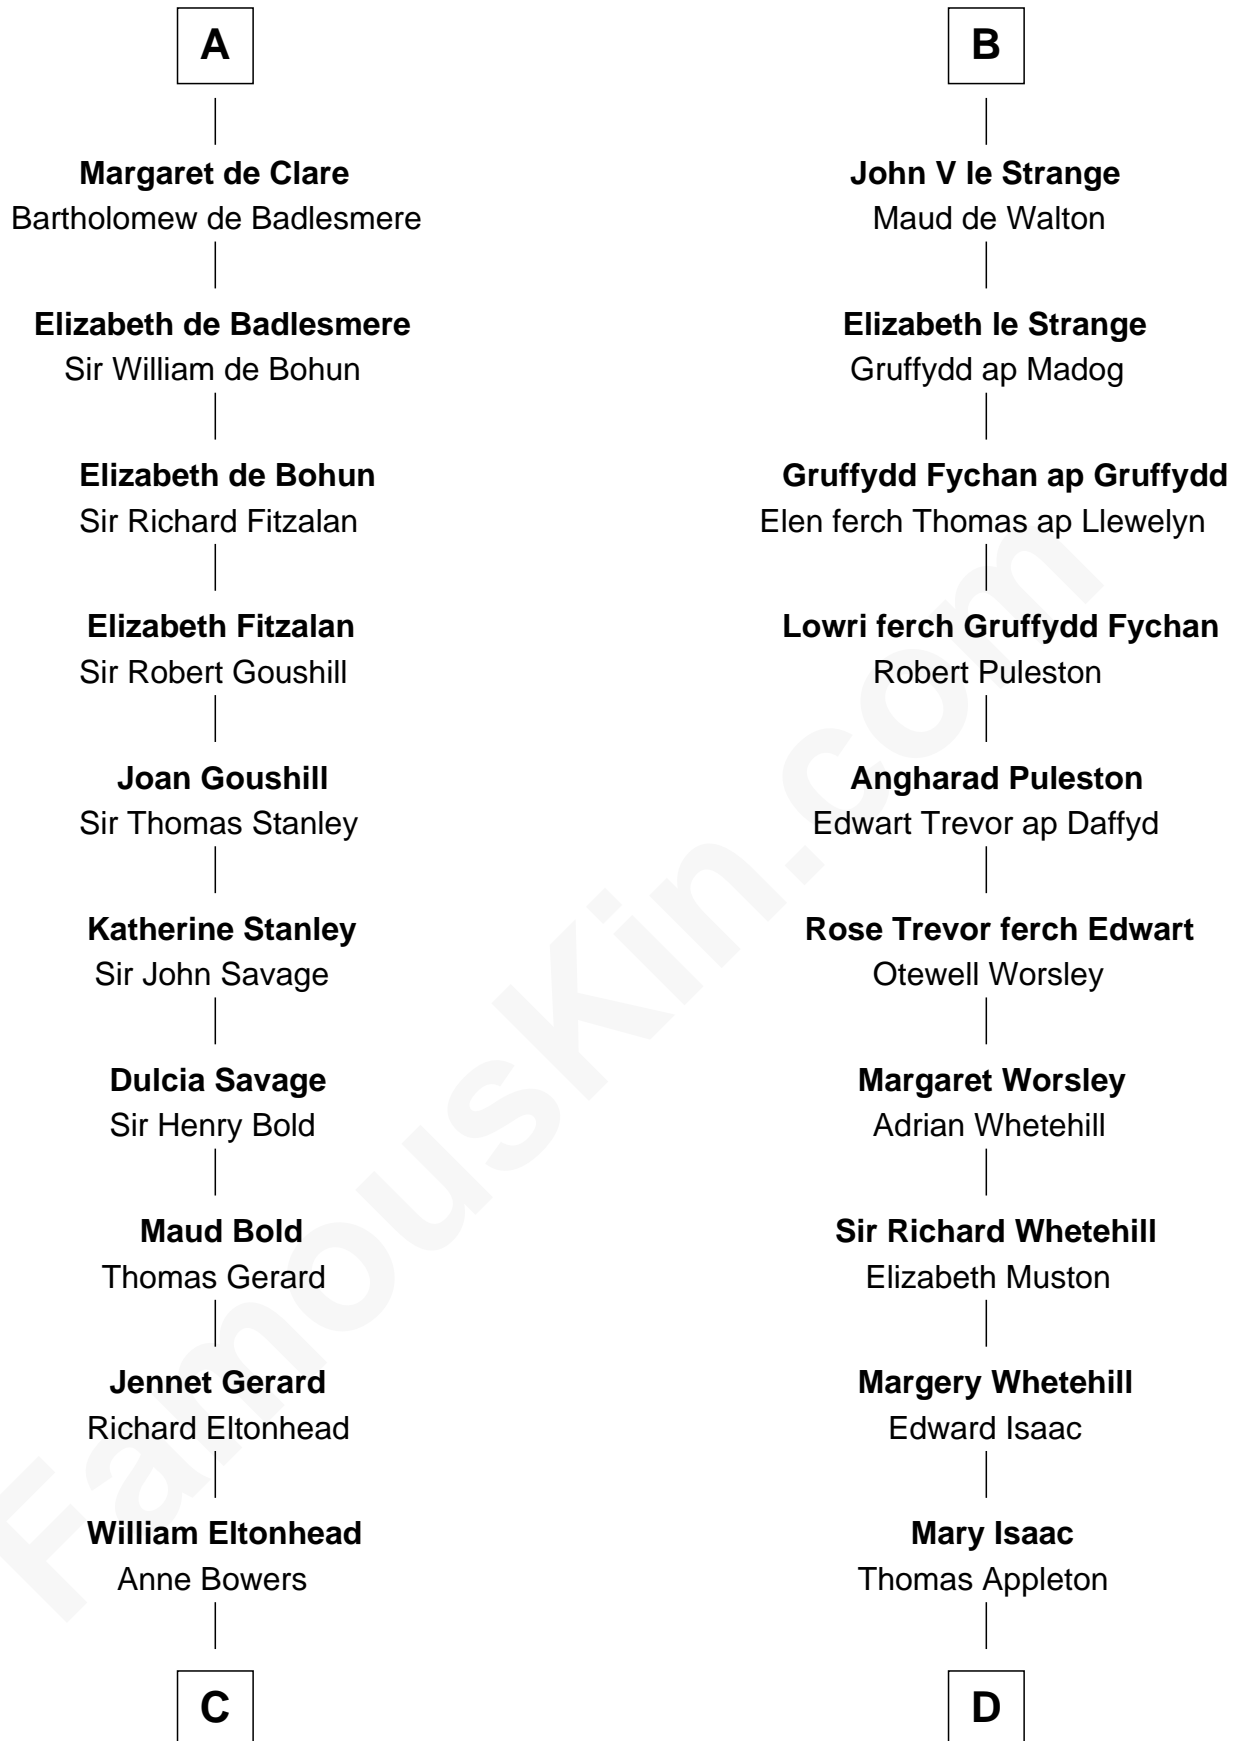 A
Margaret de Clare
Bartholomew de Badlesmere
Elizabeth de Badlesmere
Sir William de Bohun
Elizabeth de Bohun
Sir Richard Fitzalan
Elizabeth Fitzalan
Sir Robert Goushill
Joan Goushill
Sir Thomas Stanley
Katherine Stanley
Sir John Savage
Dulcia Savage
Sir Henry Bold
Maud Bold
Thomas Gerard
Jennet Gerard
Richard Eltonhead
William Eltonhead
Anne Bowers
C
B
John V le Strange
Maud de Walton
Elizabeth le Strange
Gruffydd ap Madog
Gruffydd Fychan ap Gruffydd
Elen ferch Thomas ap Llewelyn
Lowri ferch Gruffydd Fychan
Robert Puleston
Angharad Puleston
Edwart Trevor ap Daffyd
Rose Trevor ferch Edwart
Otewell Worsley
Margaret Worsley
Adrian Whetehill
Sir Richard Whetehill
Elizabeth Muston
Margery Whetehill
Edward Isaac
Mary Isaac
Thomas Appleton
D
FamousKin.com